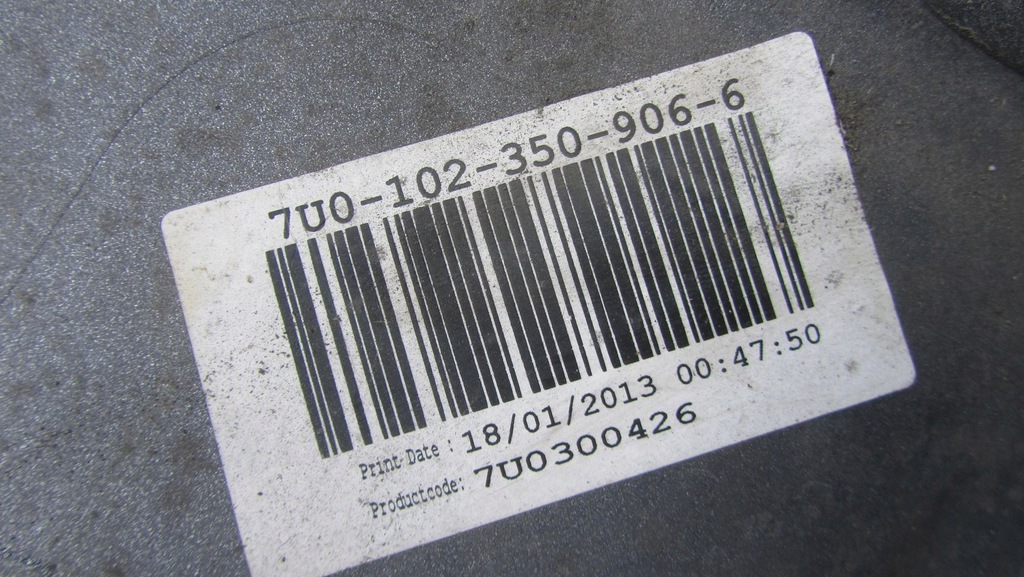 7U0-102-350-906-6
Print Date : 18/01/2013 00:47:50
Productcode: 7U0300426